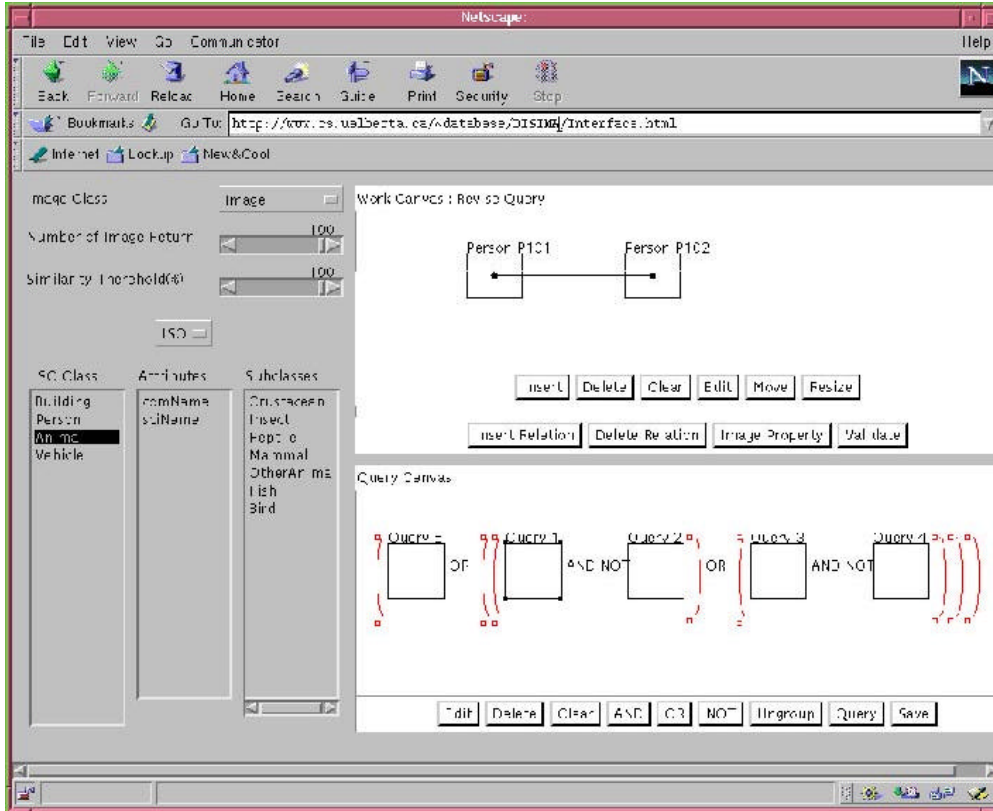 Netscape:
File Edit View Go Communicator Help
Back Forward Reload Home Search Guide Print Security Stop
Bookmarks Go To: http://www.cs.ualberta.ca/~database/DISIMA/Interface.html
Internet Lookup New&Cool
Image Class Image
Number of Image Return 100
Similarity Threshold(%) 100
ISO
SO Class Attributes Subclasses
Building
Person
Animal
Vehicle
comName
sciName
Crustacean
Insect
Reptile
Mammal
OtherAnima
Fish
Bird
Work Canvas : Revise Query
Person P101 Person P102
Insert Delete Clear Edit Move Resize
Insert Relation Delete Relation Image Property Validate
Query Canvas
Query OR Query 1 AND NOT Query 2 OR Query 3 AND NOT Query 4
Edit Delete Clear AND OR NOT Ungroup Query Save